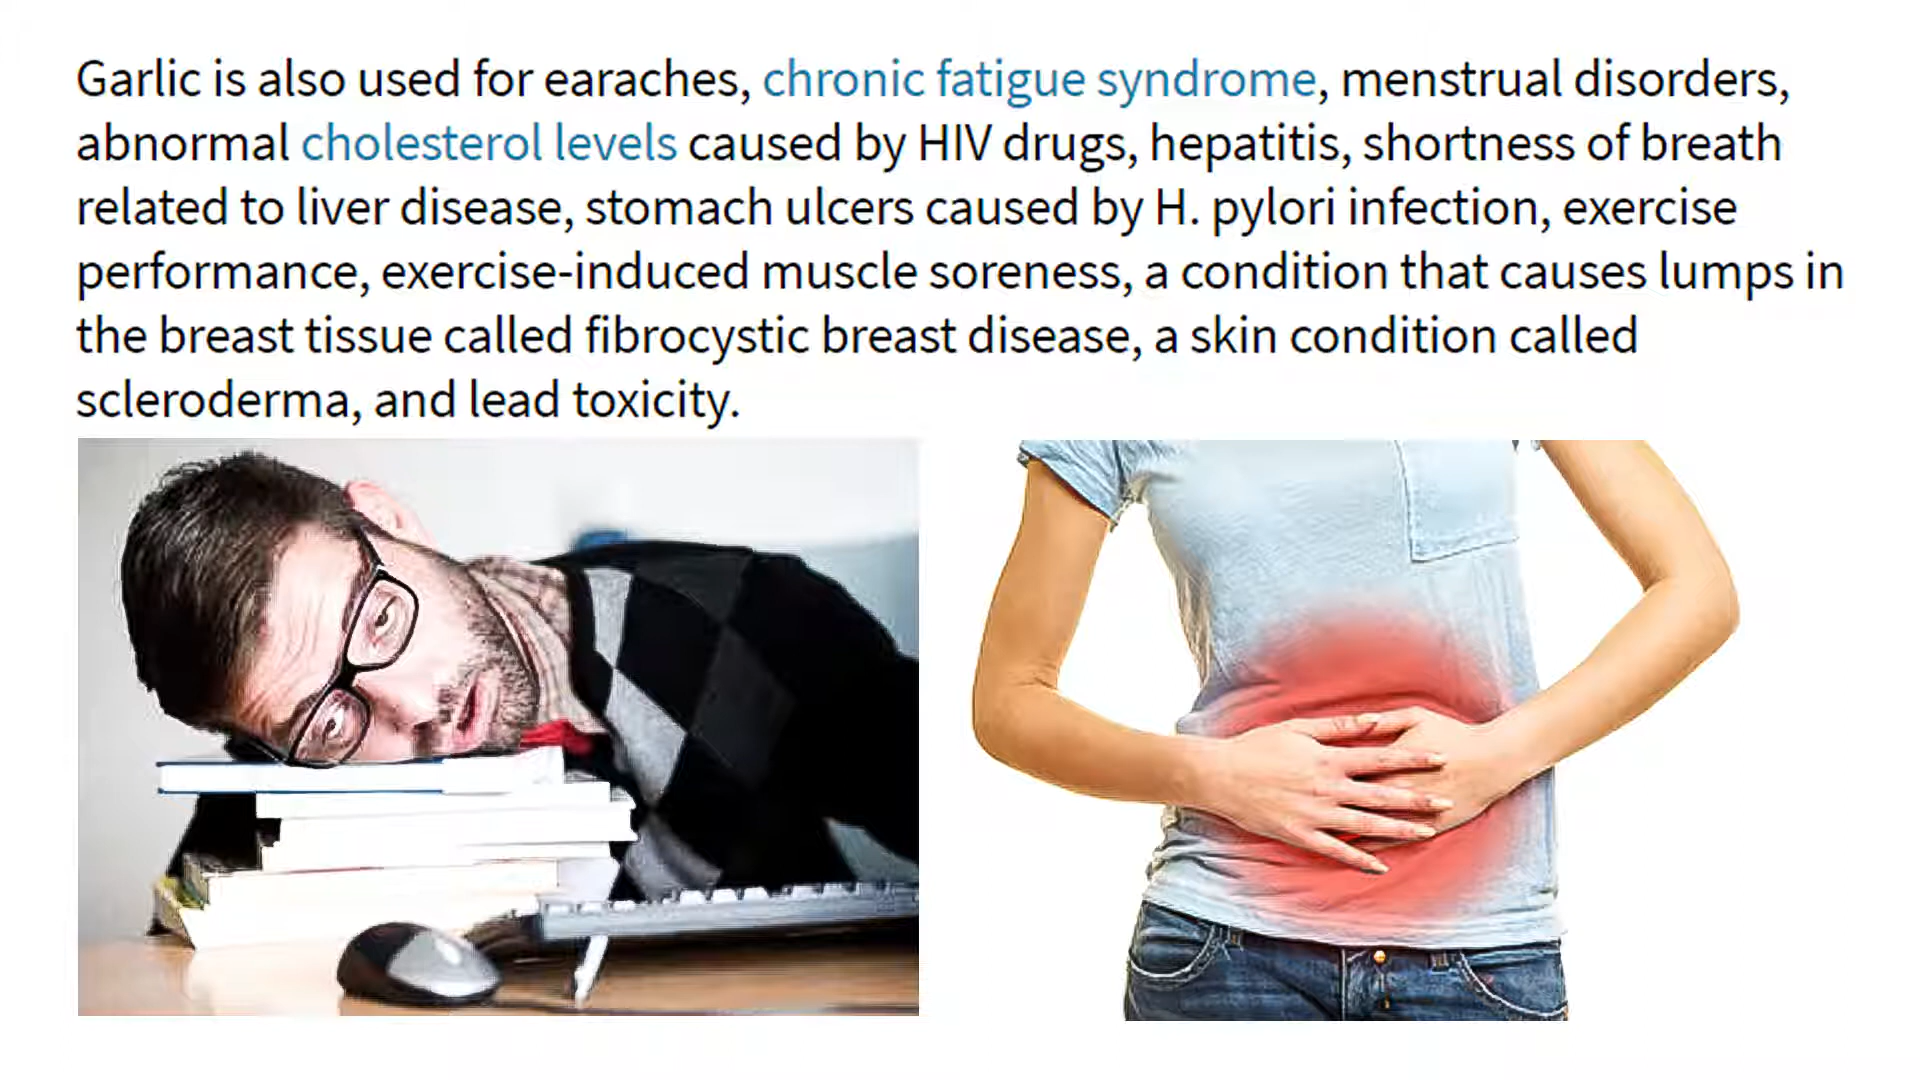 Garlic is also used for earaches, chronic fatigue syndrome, menstrual disorders,
abnormal cholesterol levels caused by HIV drugs, hepatitis, shortness of breath
related to liver disease, stomach ulcers caused by H. pylori infection, exercise
performance, exercise-induced muscle soreness, a condition that causes lumps in
the breast tissue called fibrocystic breast disease, a skin condition called
scleroderma, and lead toxicity.